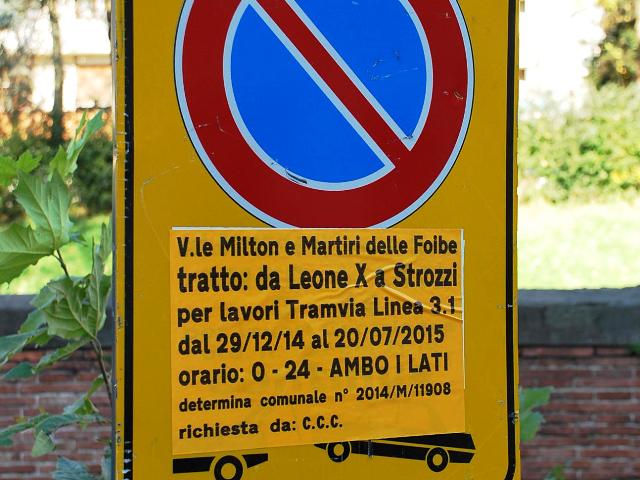 V.le Milton e Martiri delle Foibe
tratto: da Leone X a Strozzi
per lavori Tramvia Linea 3.1
dal 29/12/14 al 20/07/2015
orario: 0 - 24 - AMBO I LATI
determina comunale n° 2014/M/11908
richiesta da: C.C.C.